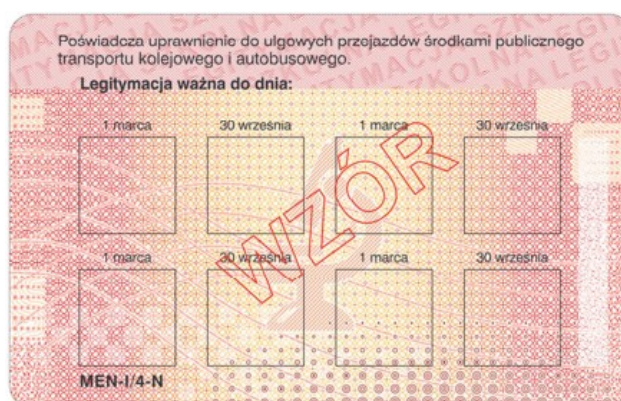 Poświadcza uprawnienie do ulgowych przejazdów środkami publicznego
transportu kolejowego i autobusowego.
Legitymacja ważna do dnia:
1 marca 30 września 1 marca 30 września
WZÓR
1 marca 30 września 1 marca 30 września
MEN-I/4-N